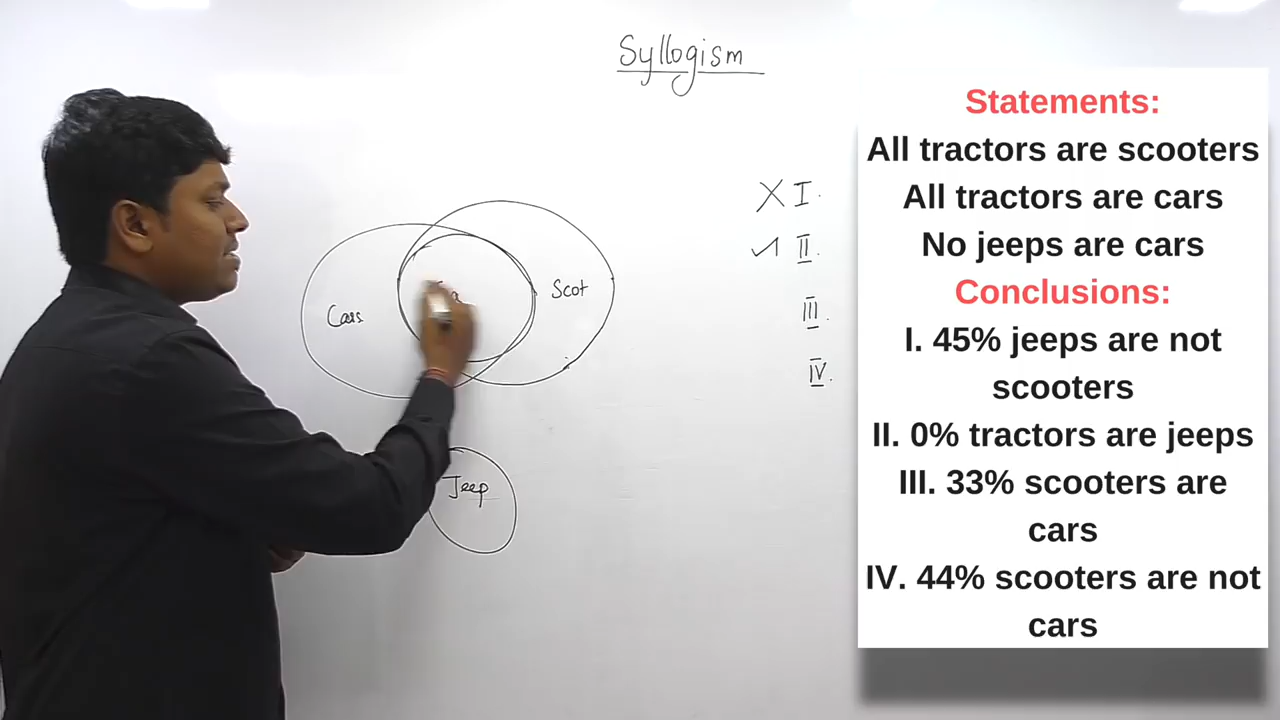 Syllogism
X I.
✓ II.
III.
IV.
Cars
Scot
Jeep
Statements:
All tractors are scooters
All tractors are cars
No jeeps are cars
Conclusions:
I. 45% jeeps are not
scooters
II. 0% tractors are jeeps
III. 33% scooters are
cars
IV. 44% scooters are not
cars